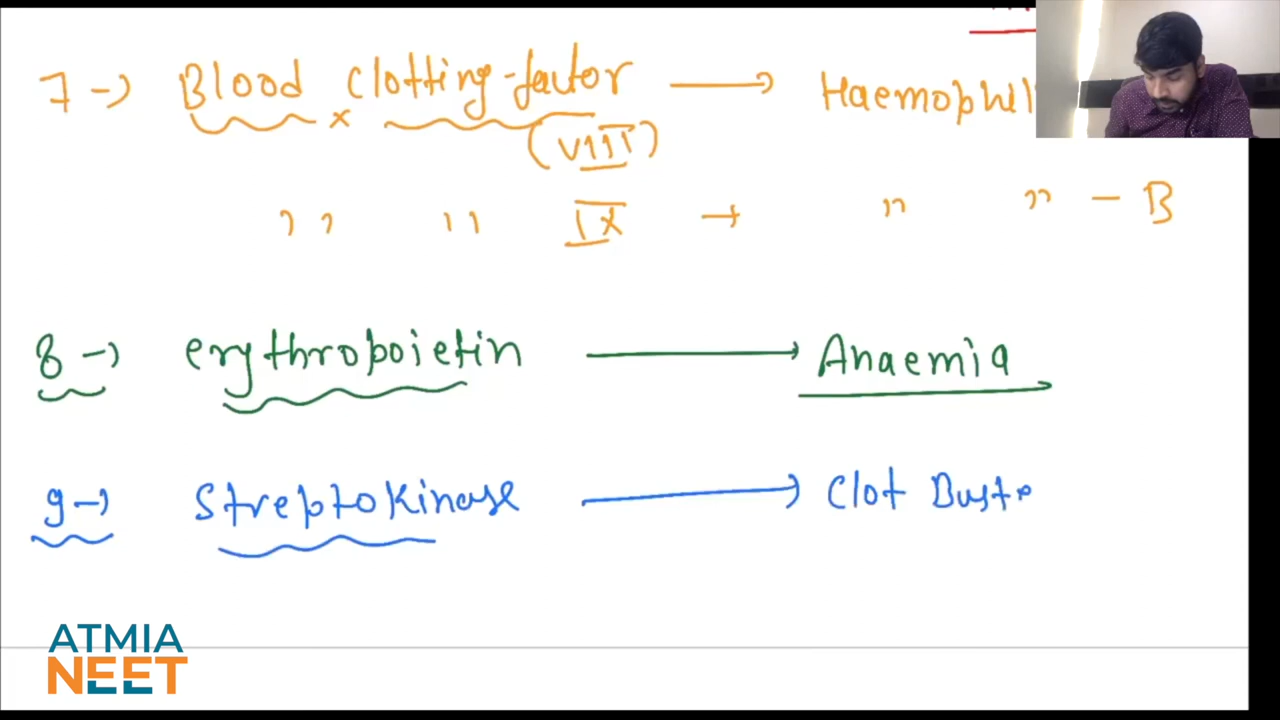 7 -> Blood clotting-factor -> Haemophil
(VIII)
" " IX -> " " - B
8 -> erythropoietin -> Anaemia
9 -> Streptokinase -> Clot Buste
ATMIA
NEET